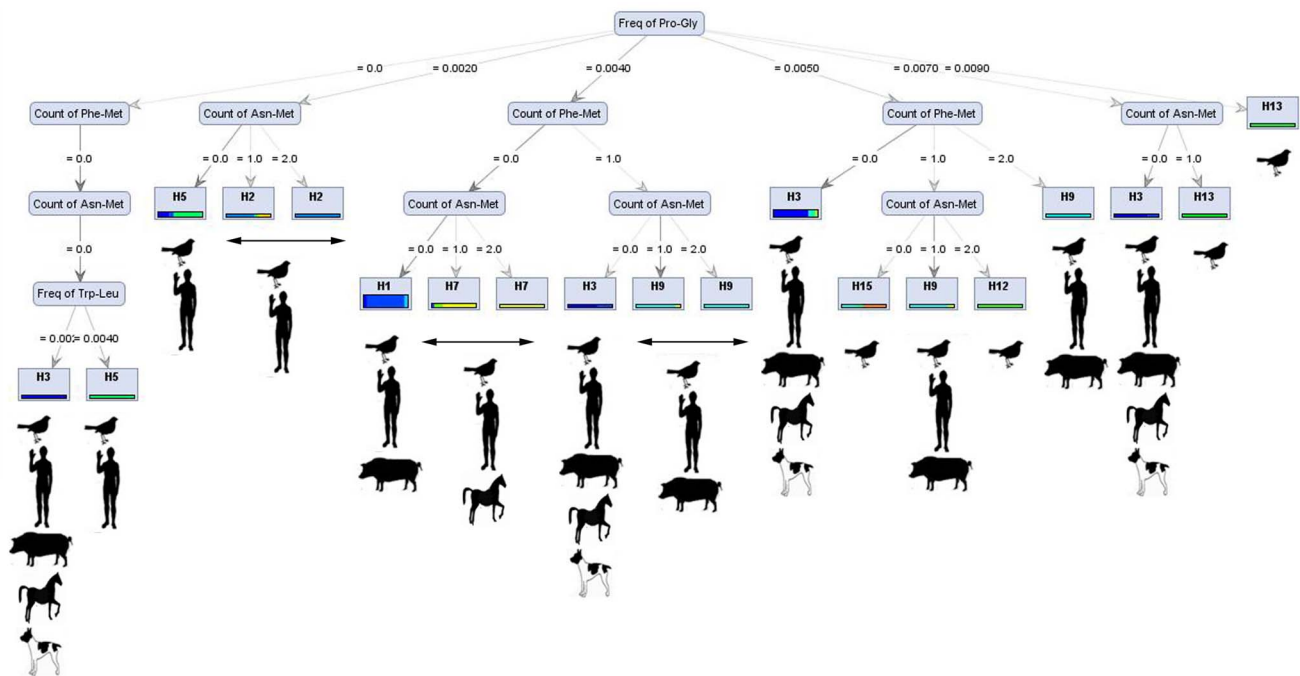 Freq of Pro-Gly
= 0.0 = 0.0020 = 0.0040 = 0.0050 = 0.0070 = 0.0090
Count of Phe-Met Count of Asn-Met Count of Phe-Met Count of Phe-Met Count of Asn-Met H13
= 0.0 = 0.0 = 1.0 = 2.0 = 0.0 = 1.0 = 0.0 = 1.0 = 2.0 = 0.0 = 1.0
Count of Asn-Met H5 H2 H2 Count of Asn-Met Count of Asn-Met H3 Count of Asn-Met H9 H3 H13
= 0.0 = 0.0 = 1.0 = 2.0 = 0.0 = 1.0 = 2.0 = 0.0 = 1.0 = 2.0
Freq of Trp-Leu H1 H7 H7 H3 H9 H9 H15 H9 H12
= 0.0040
H3 H5